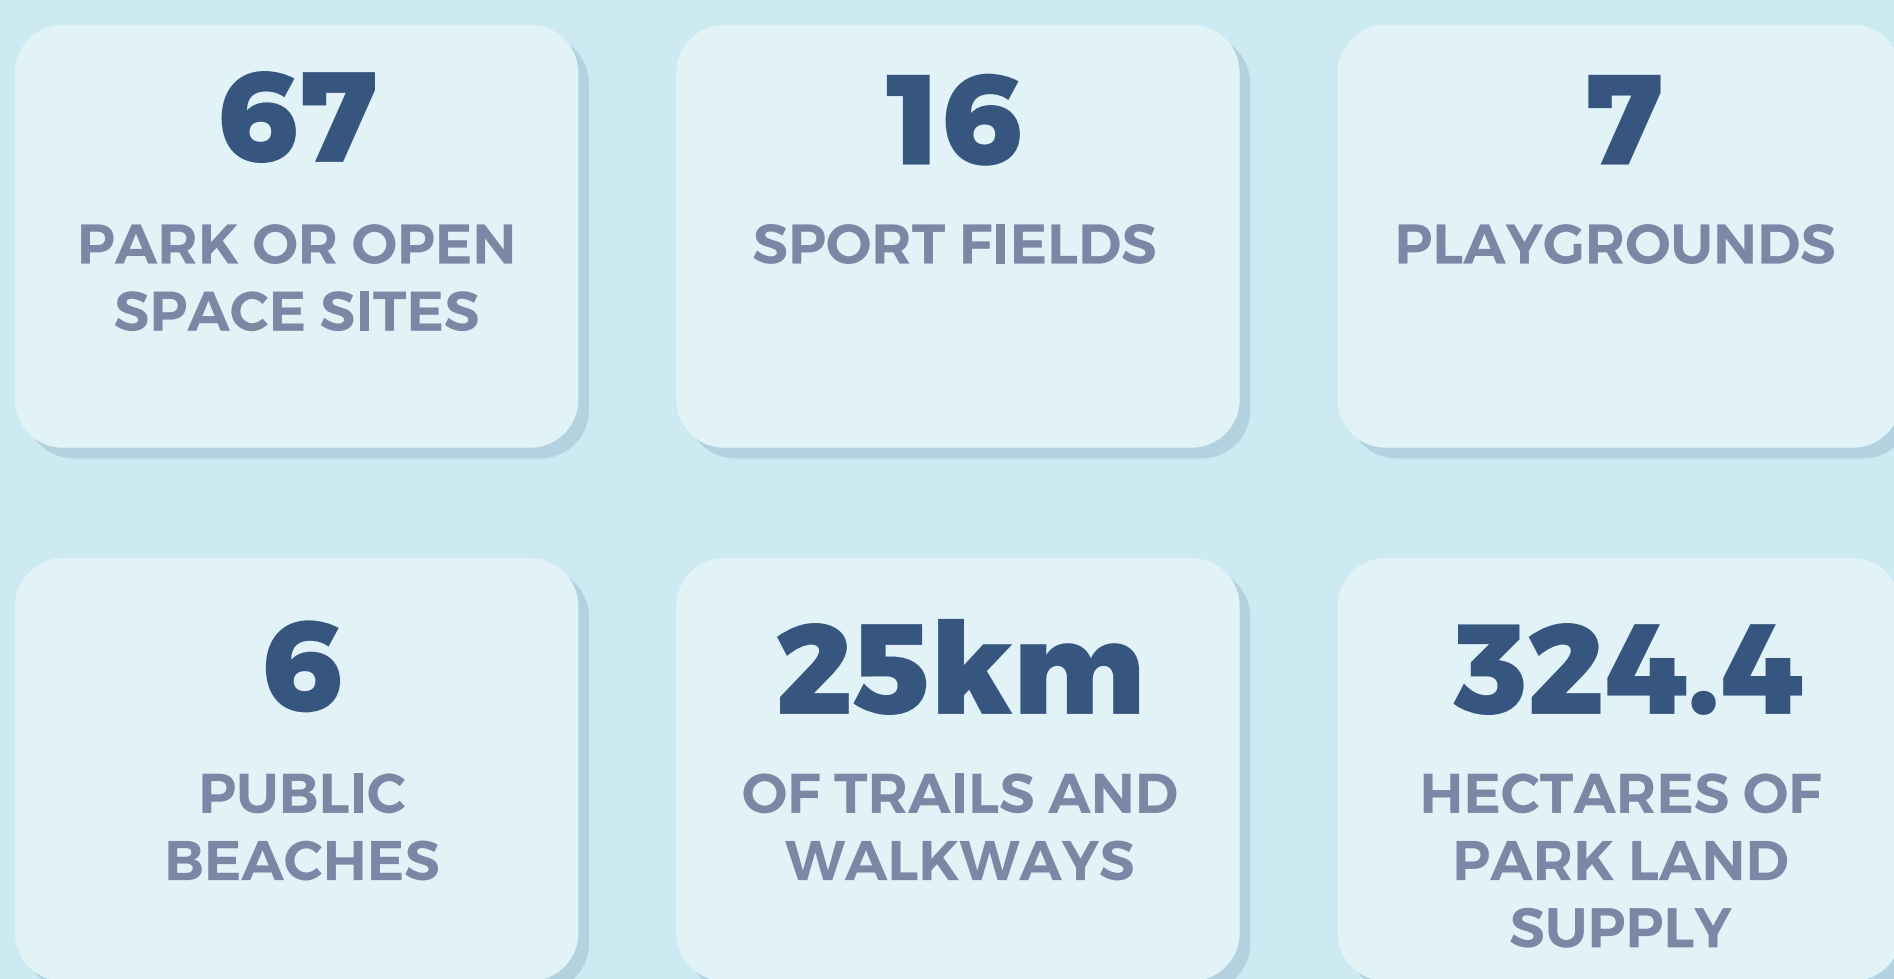 67
PARK OR OPEN
SPACE SITES
16
SPORT FIELDS
7
PLAYGROUNDS
6
PUBLIC
BEACHES
25km
OF TRAILS AND
WALKWAYS
324.4
HECTARES OF
PARK LAND
SUPPLY